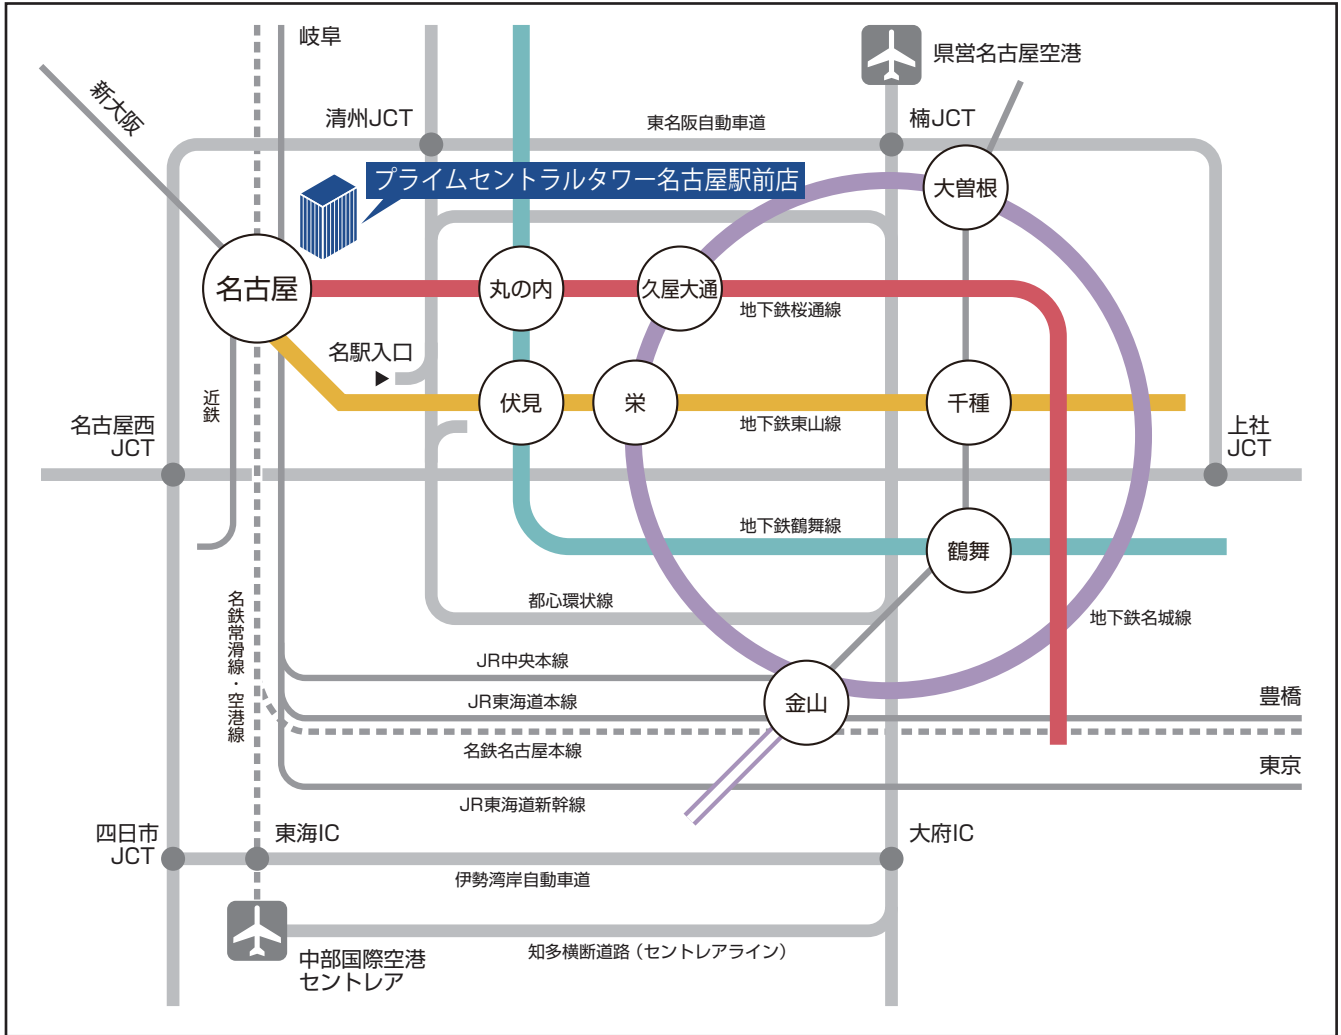 岐阜
県営名古屋空港
新大阪
清州JCT
東名阪自動車道
楠JCT
プライムセントラルタワー名古屋駅前店
大曽根
名古屋
丸の内
久屋大通
地下鉄桜通線
名駅入口
近鉄
伏見
栄
千種
地下鉄東山線
名古屋西
JCT
上社
JCT
地下鉄鶴舞線
鶴舞
名鉄常滑線・空港線
都心環状線
地下鉄名城線
JR中央本線
JR東海道本線
金山
豊橋
名鉄名古屋本線
東京
JR東海道新幹線
四日市
JCT
東海IC
大府IC
伊勢湾岸自動車道
中部国際空港
セントレア
知多横断道路（セントレアライン）